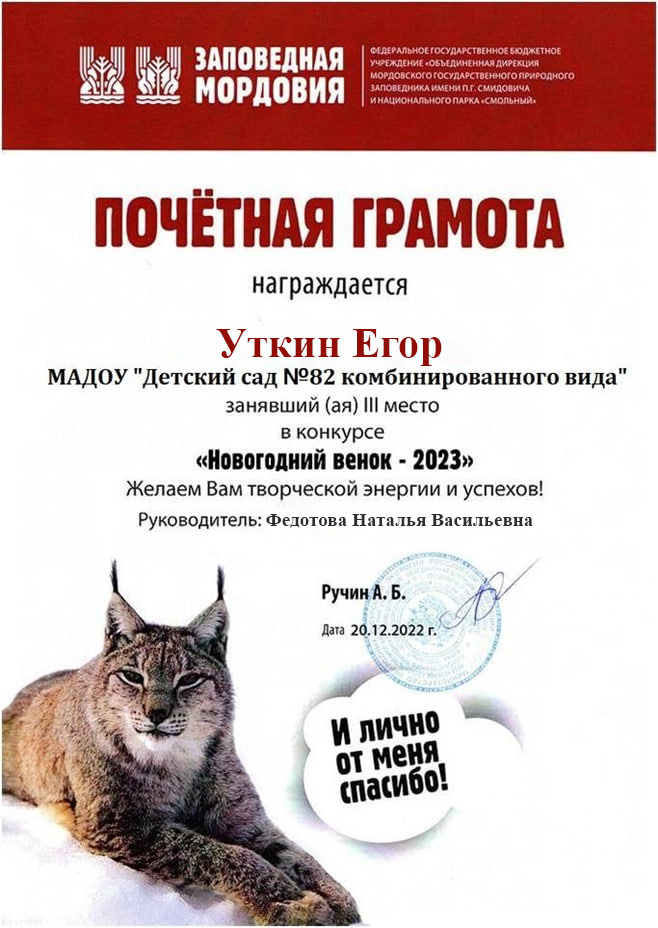 ЗАПОВЕДНАЯ
МОРДОВИЯ
ФЕДЕРАЛЬНОЕ ГОСУДАРСТВЕННОЕ БЮДЖЕТНОЕ
УЧРЕЖДЕНИЕ «ОБЪЕДИНЕННАЯ ДИРЕКЦИЯ
МОРДОВСКОГО ГОСУДАРСТВЕННОГО ПРИРОДНОГО
ЗАПОВЕДНИКА ИМЕНИ П.Г. СМИДОВИЧА
И НАЦИОНАЛЬНОГО ПАРКА «СМОЛЬНЫЙ»
ПОЧЁТНАЯ ГРАМОТА
награждается
Уткин Егор
МАДОУ "Детский сад №82 комбинированного вида"
занявший (ая) III место
в конкурсе
«Новогодний венок - 2023»
Желаем Вам творческой энергии и успехов!
Руководитель: Федотова Наталья Васильевна
Ручин А. Б.
Дата 20.12.2022 г.
И лично
от меня
спасибо!